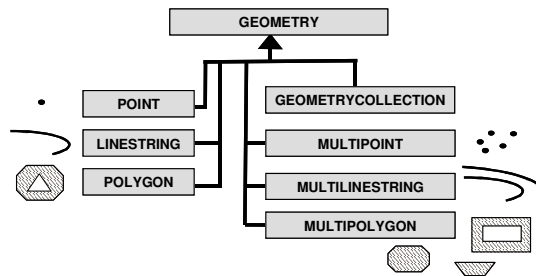 GEOMETRY
POINT
GEOMETRYCOLLECTION
LINESTRING
MULTIPOINT
POLYGON
MULTILINESTRING
MULTIPOLYGON